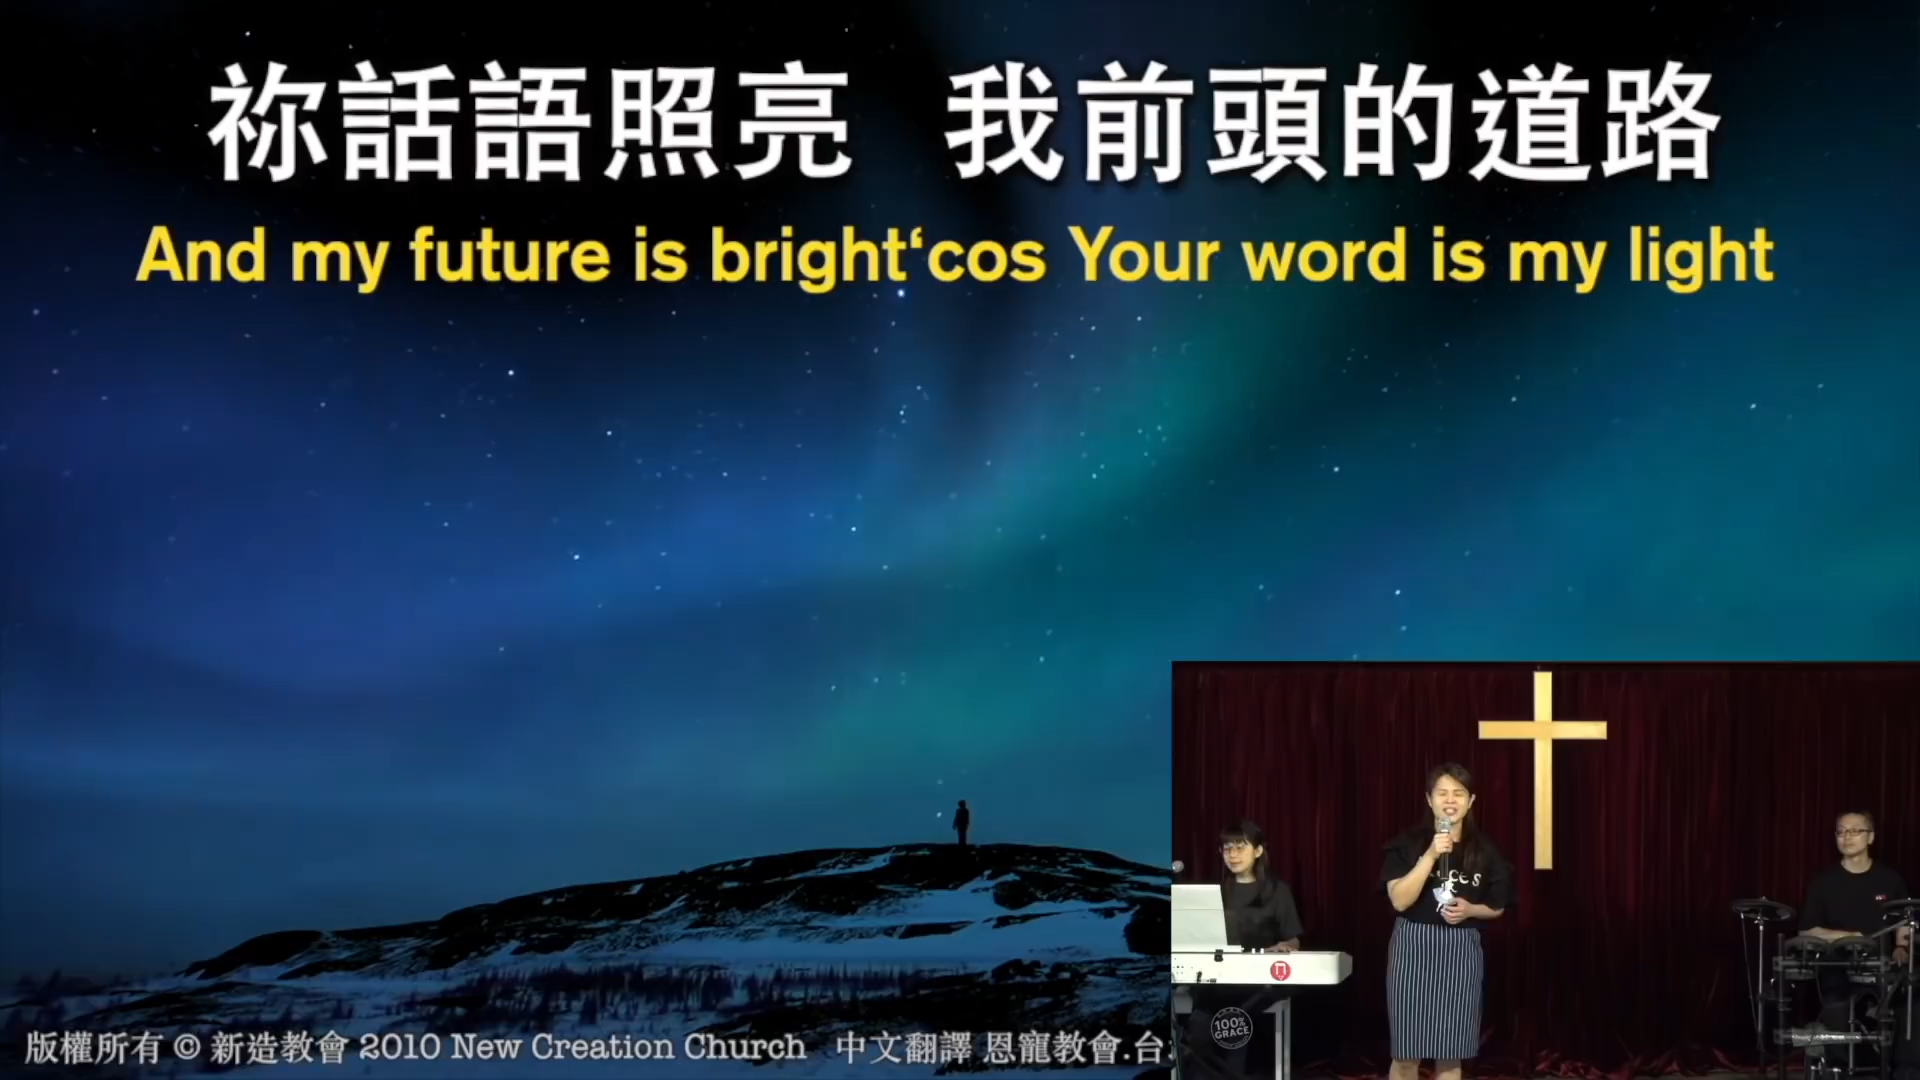 祢話語照亮 我前頭的道路
And my future is bright‘cos Your word is my light
版權所有 © 新造教會 2010 New Creation Church 中文翻譯 恩寵教會.台
100%
GRACE